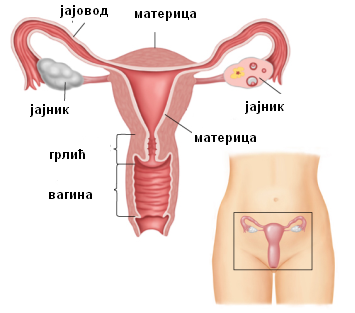 јајовод
материца
јајник
јајник
материца
грлић
вагина